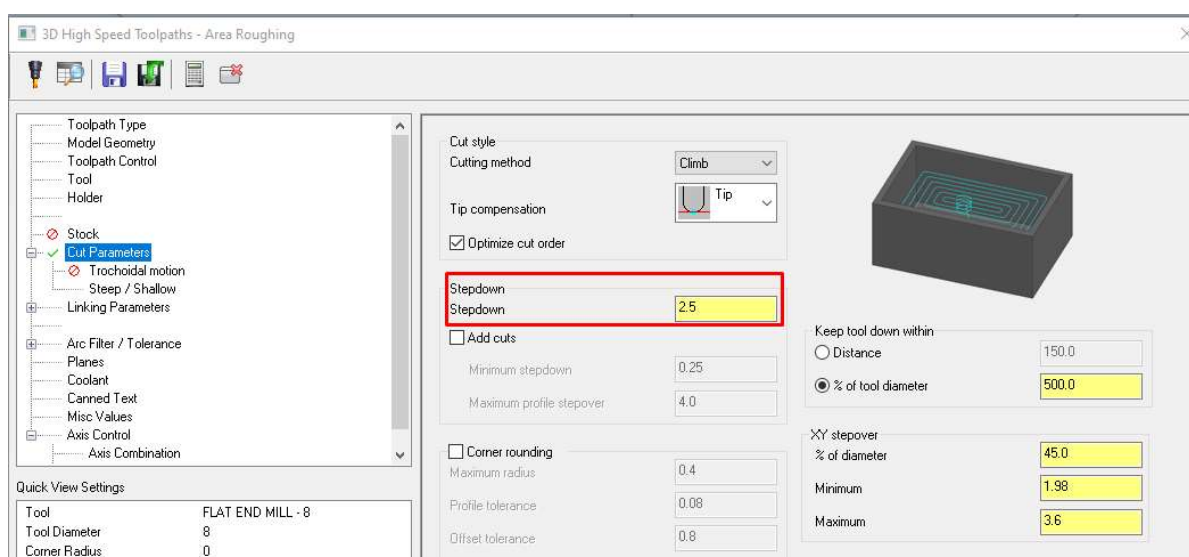 3D High Speed Toolpaths - Area Roughing
Toolpath Type
Model Geometry
Toolpath Control
Tool
Holder
Stock
Cut Parameters
Trochoidal motion
Steep / Shallow
Linking Parameters
Arc Filter / Tolerance
Planes
Coolant
Canned Text
Misc Values
Axis Control
Axis Combination
Quick View Settings
Tool FLAT END MILL - 8
Tool Diameter 8
Corner Radius 0
Cut style
Cutting method Climb
Tip compensation Tip
Optimize cut order
Stepdown
Stepdown 2.5
Add cuts
Minimum stepdown 0.25
Maximum profile stepover 4.0
Corner rounding
Maximum radius 0.4
Profile tolerance 0.08
Offset tolerance 0.8
Keep tool down within
Distance 150.0
% of tool diameter 500.0
XY stepover
% of diameter 45.0
Minimum 1.98
Maximum 3.6